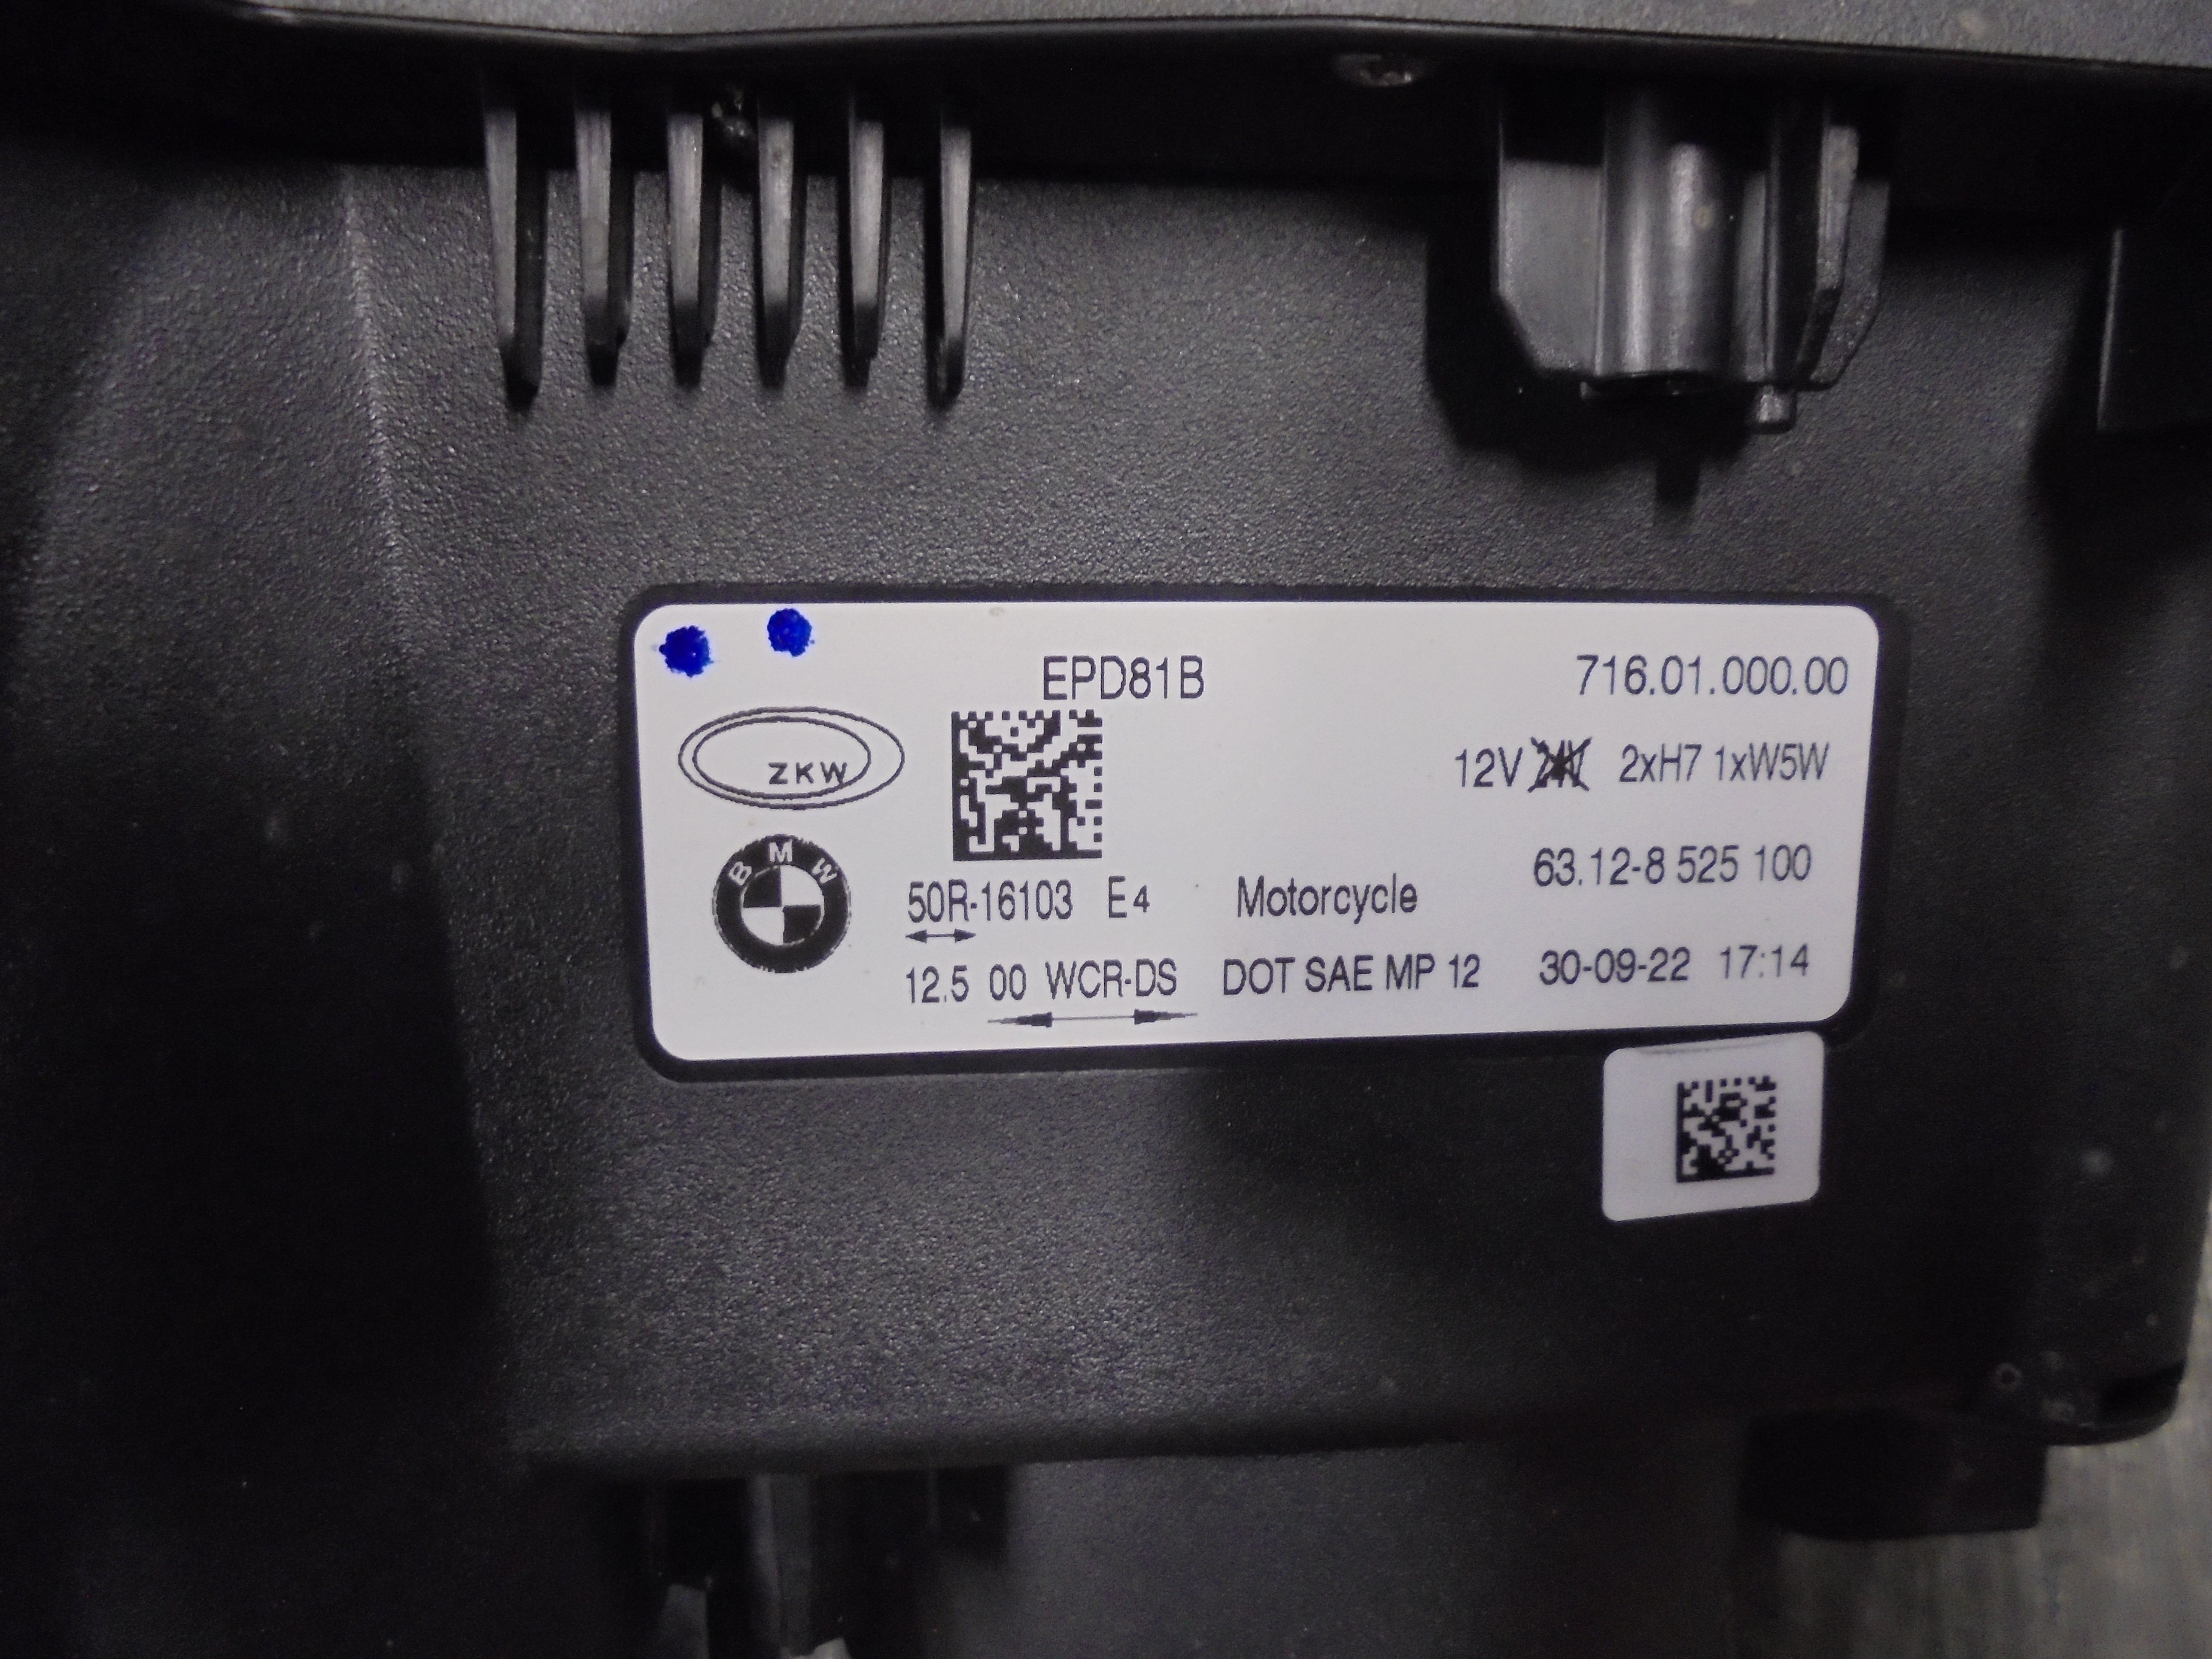 EPD81B 716.01.000.00
ZKW
12V 2xH7 1xW5W
BMW
63.12-8 525 100
50R-16103 E4 Motorcycle
12.5 00 WCR-DS DOT SAE MP 12 30-09-22 17:14